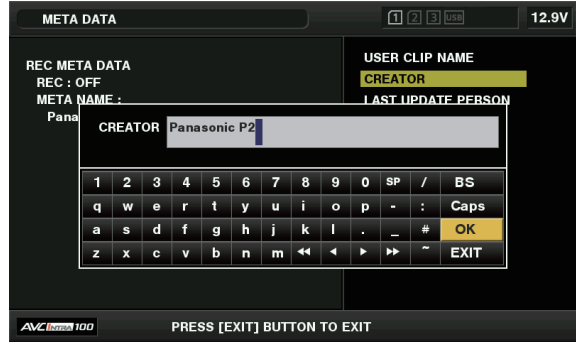 META DATA
1 2 3 USB
12.9V
REC META DATA
REC : OFF
META NAME :
Pana
USER CLIP NAME
CREATOR
LAST UPDATE PERSON
CREATOR Panasonic P2
1 2 3 4 5 6 7 8 9 0 SP / BS
q w e r t y u i o p - : Caps
a s d f g h j k l . _ # OK
z x c v b n m ◀◀ ◀ ▶ ▶▶ ~ EXIT
AVC INTRA 100
PRESS [EXIT] BUTTON TO EXIT